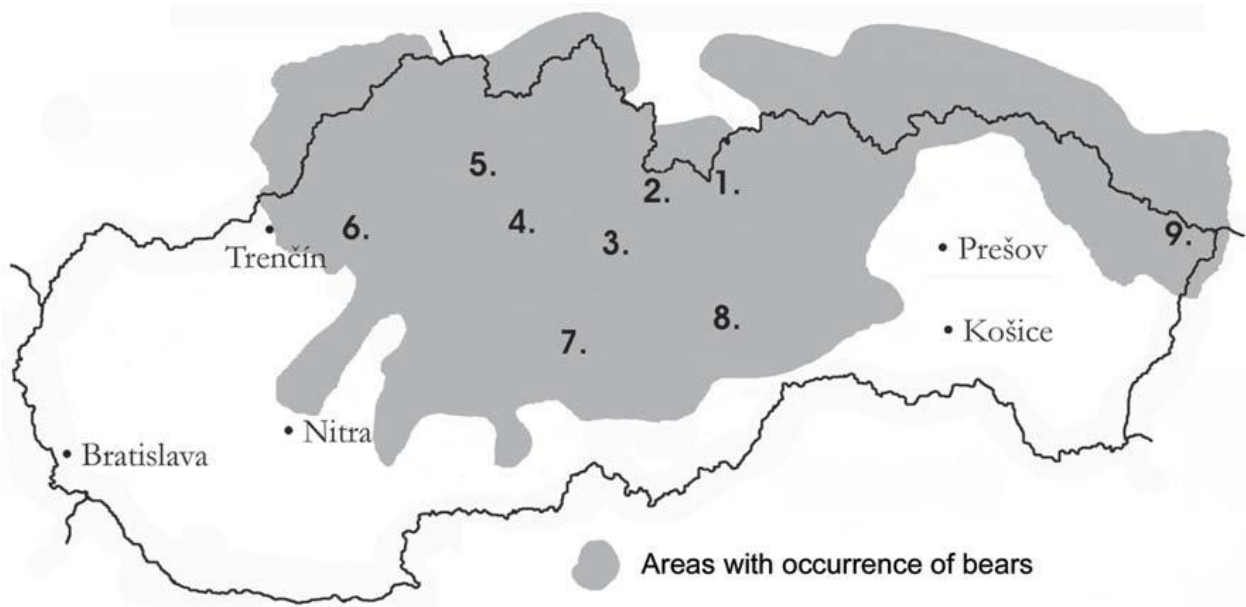 5.
2.
1.
4.
6.
3.
9.
Trenčín
Prešov
8.
7.
Košice
Nitra
Bratislava
Areas with occurrence of bears